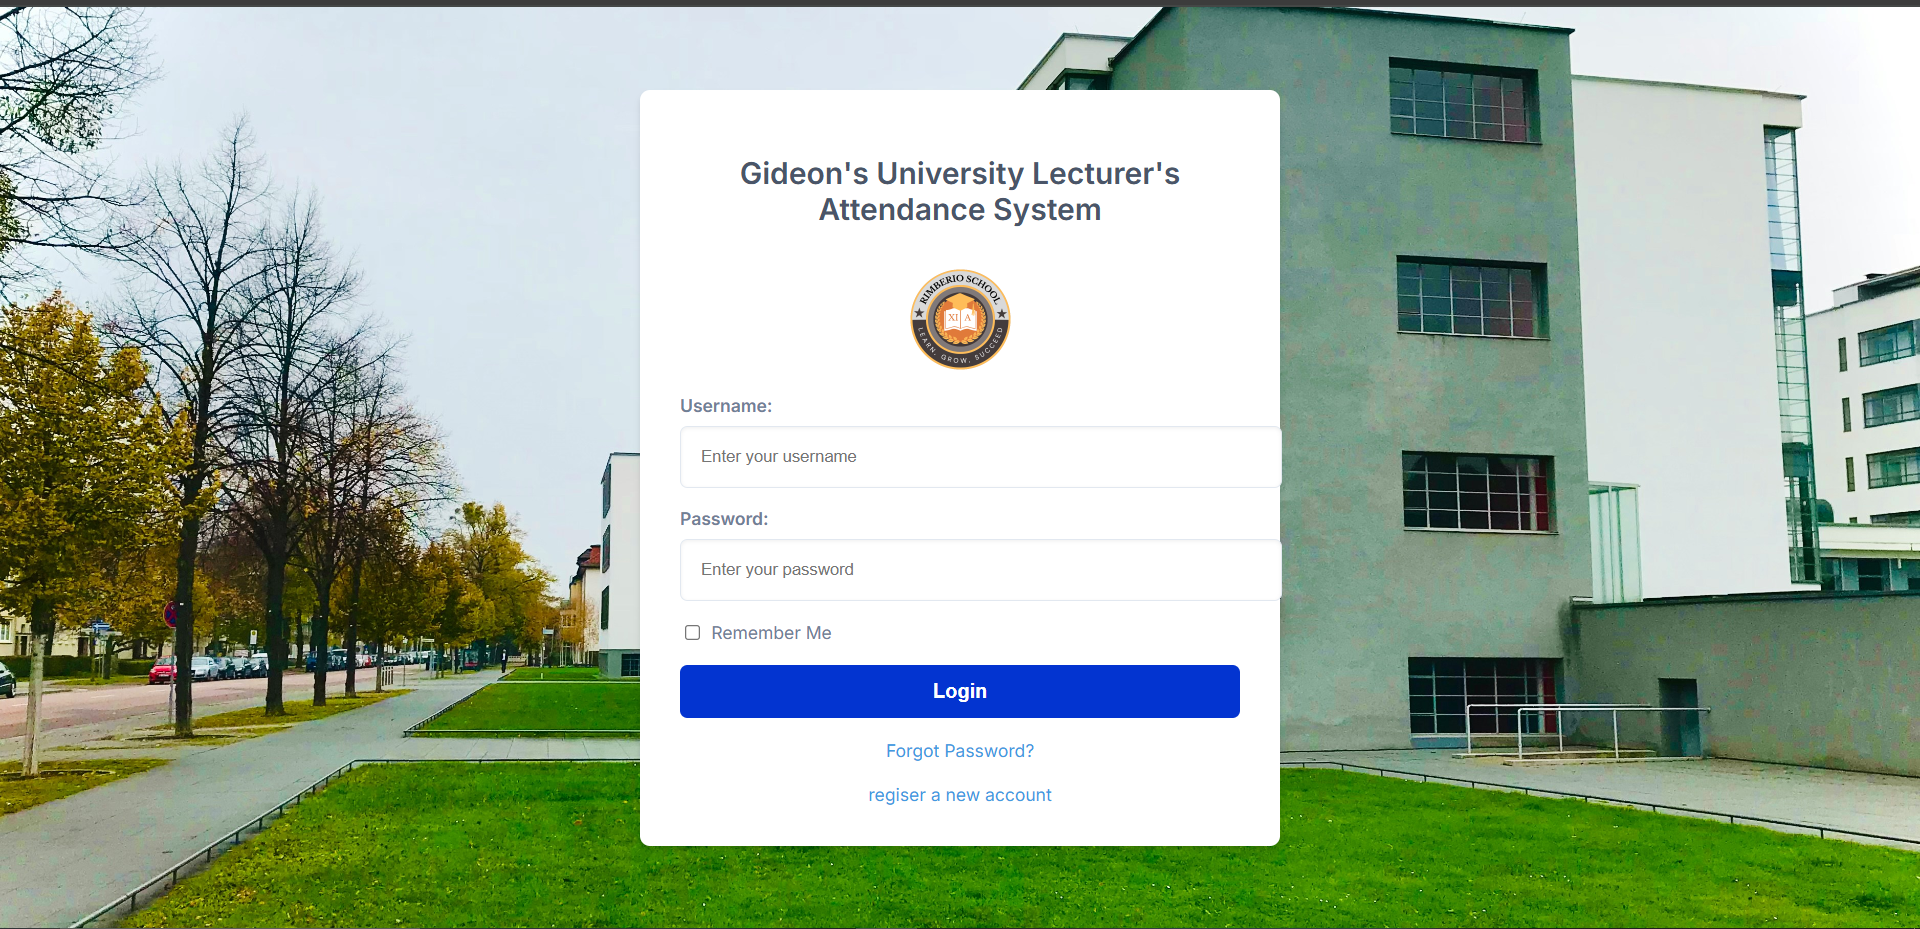 Gideon's University Lecturer's
Attendance System
RIMBERIO SCHOOL
XI A
LEARN, GROW, SUCCEED
Username:
Enter your username
Password:
Enter your password
Remember Me
Login
Forgot Password?
regiser a new account